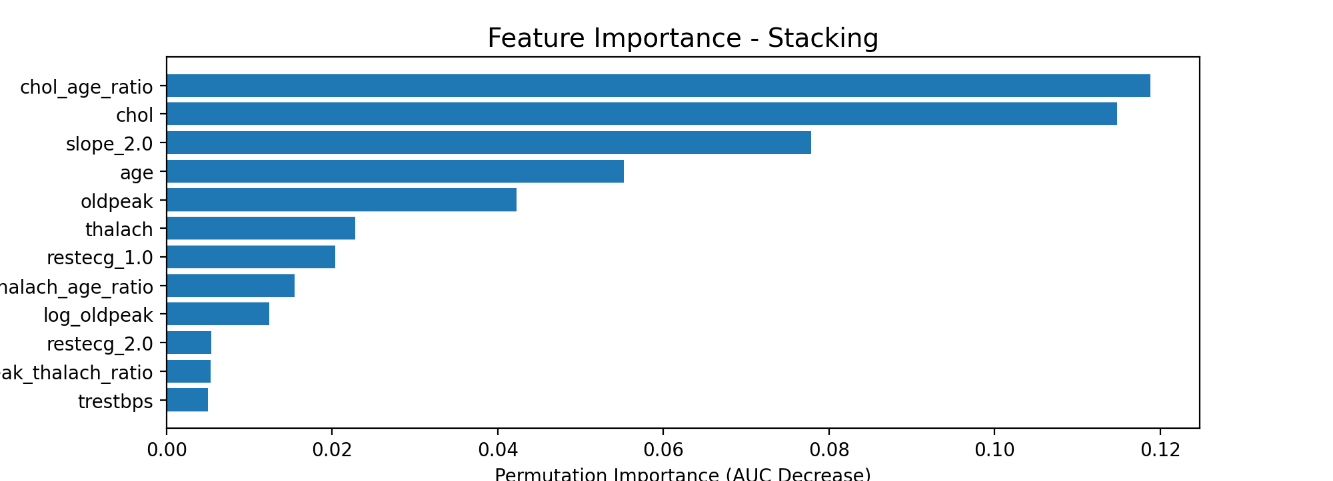 Feature Importance - Stacking
chol_age_ratio
chol
slope_2.0
age
oldpeak
thalach
restecg_1.0
halach_age_ratio
log_oldpeak
restecg_2.0
ak_thalach_ratio
trestbps
0.00 0.02 0.04 0.06 0.08 0.10 0.12
Permutation Importance (AUC Decrease)